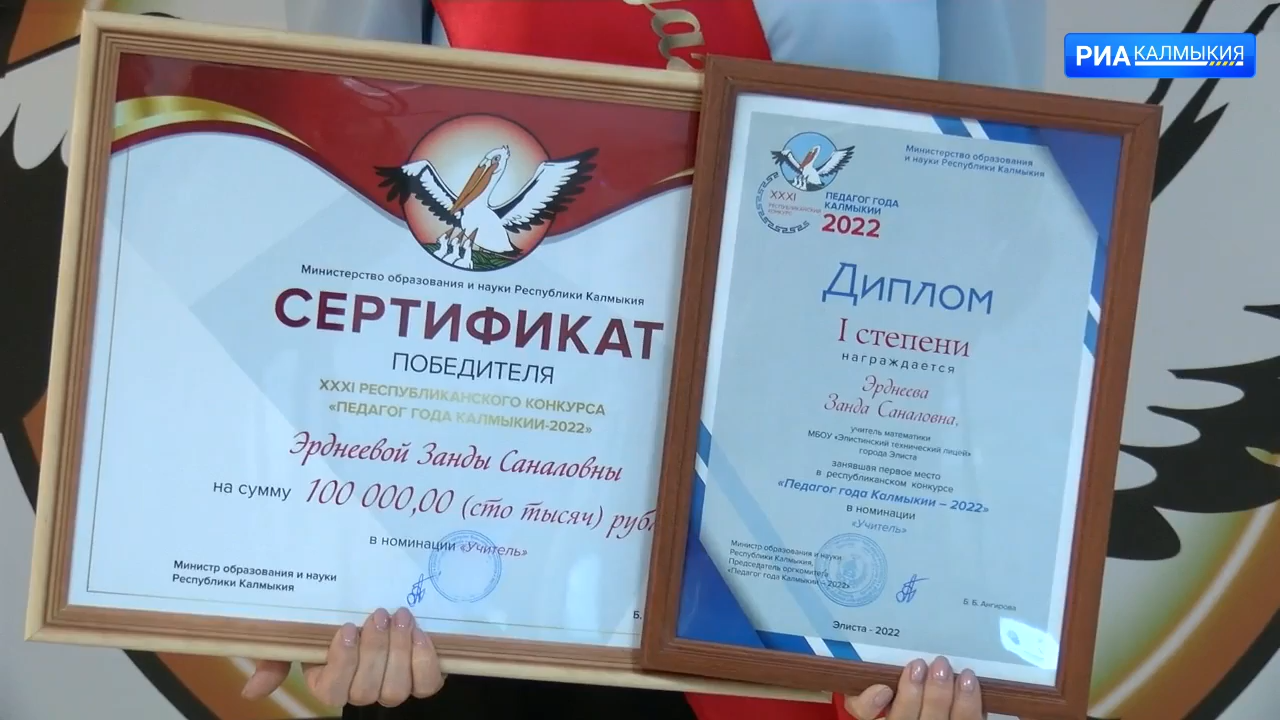 РИА КАЛМЫКИЯ
Министерство образования и науки Республики Калмыкия
СЕРТИФИКАТ
ПОБЕДИТЕЛЯ
XXXI РЕСПУБЛИКАНСКОГО КОНКУРСА
«ПЕДАГОГ ГОДА КАЛМЫКИИ-2022»
Эрднеевой Занды Саналовны
на сумму 100 000,00 (сто тысяч) руб
в номинации «Учитель»
Министр образования и науки
Республики Калмыкия
Б.
Министерство образования
и науки Республики Калмыкия
XXXI
РЕСПУБЛИКАНСКИЙ
КОНКУРС
ПЕДАГОГ ГОДА
КАЛМЫКИИ
2022
Диплом
I степени
награждается
Эрднеева
Занда Саналовна,
учитель математики
МБОУ «Элистинский технический лицей»
города Элиста
занявшая первое место
в республиканском конкурсе
«Педагог года Калмыкии – 2022»
в номинации
«Учитель»
Министр образования и науки
Республики Калмыкия,
Председатель оргкомитета
«Педагог года Калмыкии – 2022»
Б. Б. Ангирова
Элиста - 2022